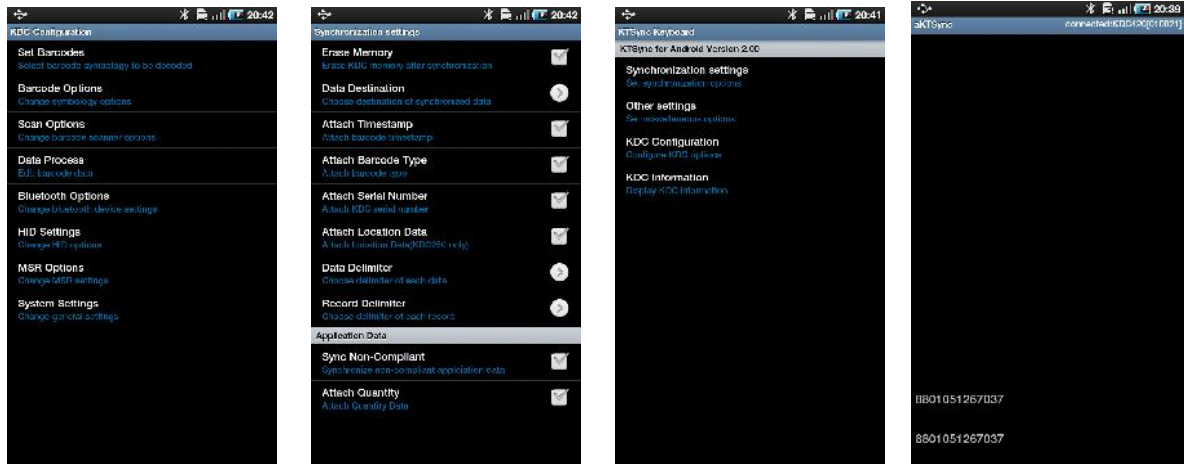 20:42
KDC Configuration
Set Barcodes
Select barcode symbology to be decoded
Barcode Options
Change symbology options
Scan Options
Change barcode scanner options
Data Process
Edit barcode data
Bluetooth Options
Change bluetooth device settings
HID Settings
Change HID options
MSR Options
Change MSR settings
System Settings
Change general settings
20:42
Synchronization settings
Erase Memory
Erase KDC memory after synchronization
Data Destination
Choose destination of synchronized data
Attach Timestamp
Attach barcode timestamp
Attach Barcode Type
Attach barcode type
Attach Serial Number
Attach KDC serial number
Attach Location Data
Attach Location Data(KDC250 only)
Data Delimiter
Choose delimiter of each data
Record Delimiter
Choose delimiter of each record
Application Data
Sync Non-Compliant
Synchronize non-compliant appiciation data
Attach Quantity
Attach Quantity Data
20:41
KTSync Keyboard
KTSync for Android Version 2.00
Synchronization settings
Set synchronization options
Other settings
Set miscellaneous options
KDC Configuration
Configure KDC options
KDC Information
Display KDC Information
20:39
aKTSync connected:KDC420[010021]
8801051267037
8801051267037